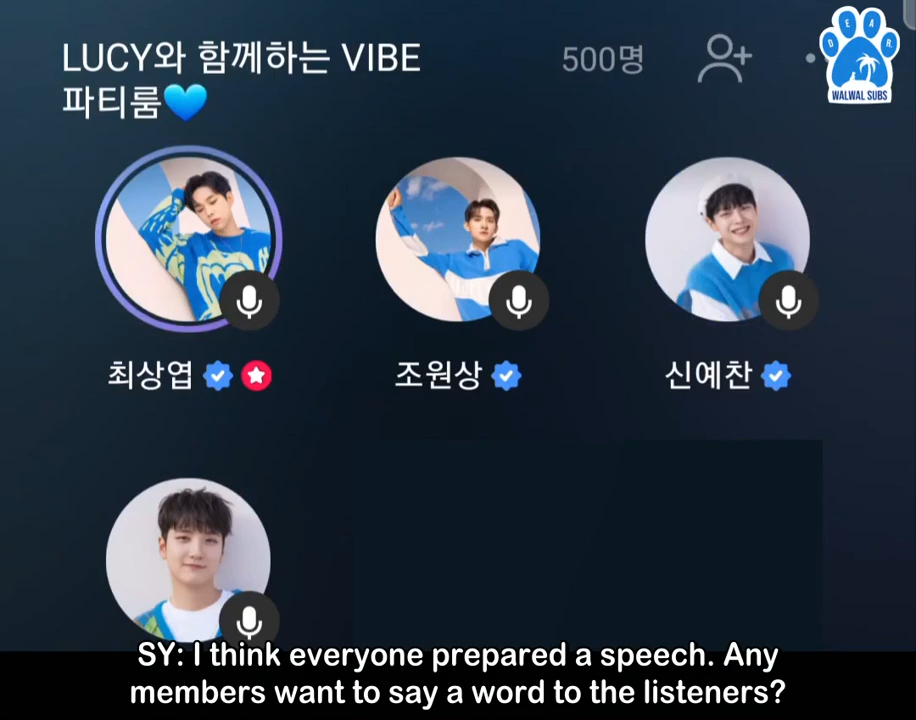 LUCY와 함께하는 VIBE
파티룸💙
500명
DEAR.
WALWAL SUBS
최상엽
조원상
신예찬
SY: I think everyone prepared a speech. Any
members want to say a word to the listeners?